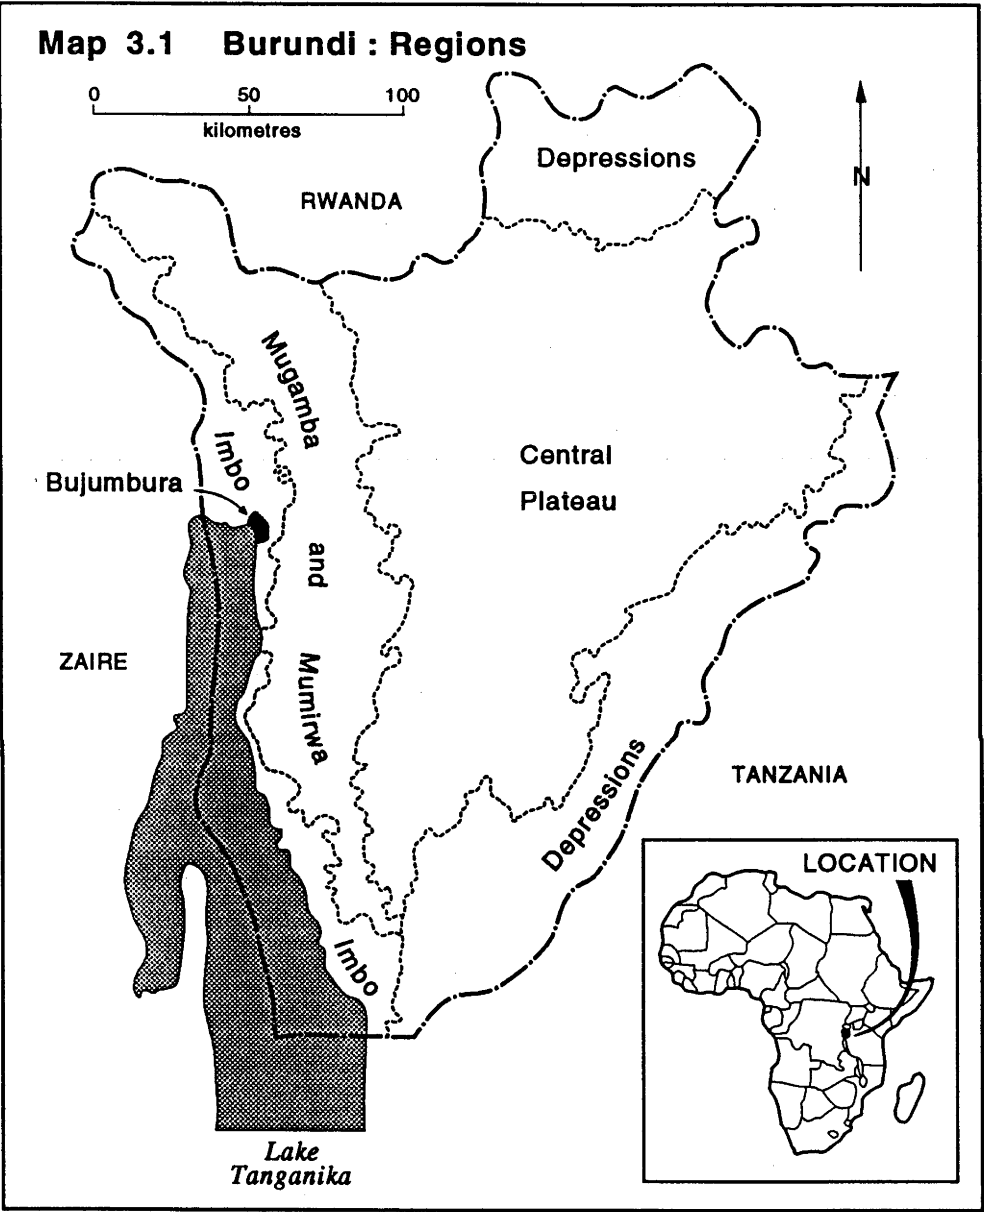 Map 3.1 Burundi : Regions
0 50 100
kilometres
N
RWANDA
Depressions
Mugamba
and
Mumirwa
Imbo
Bujumbura
Central
Plateau
ZAIRE
Depressions
TANZANIA
Imbo
LOCATION
Lake
Tanganika